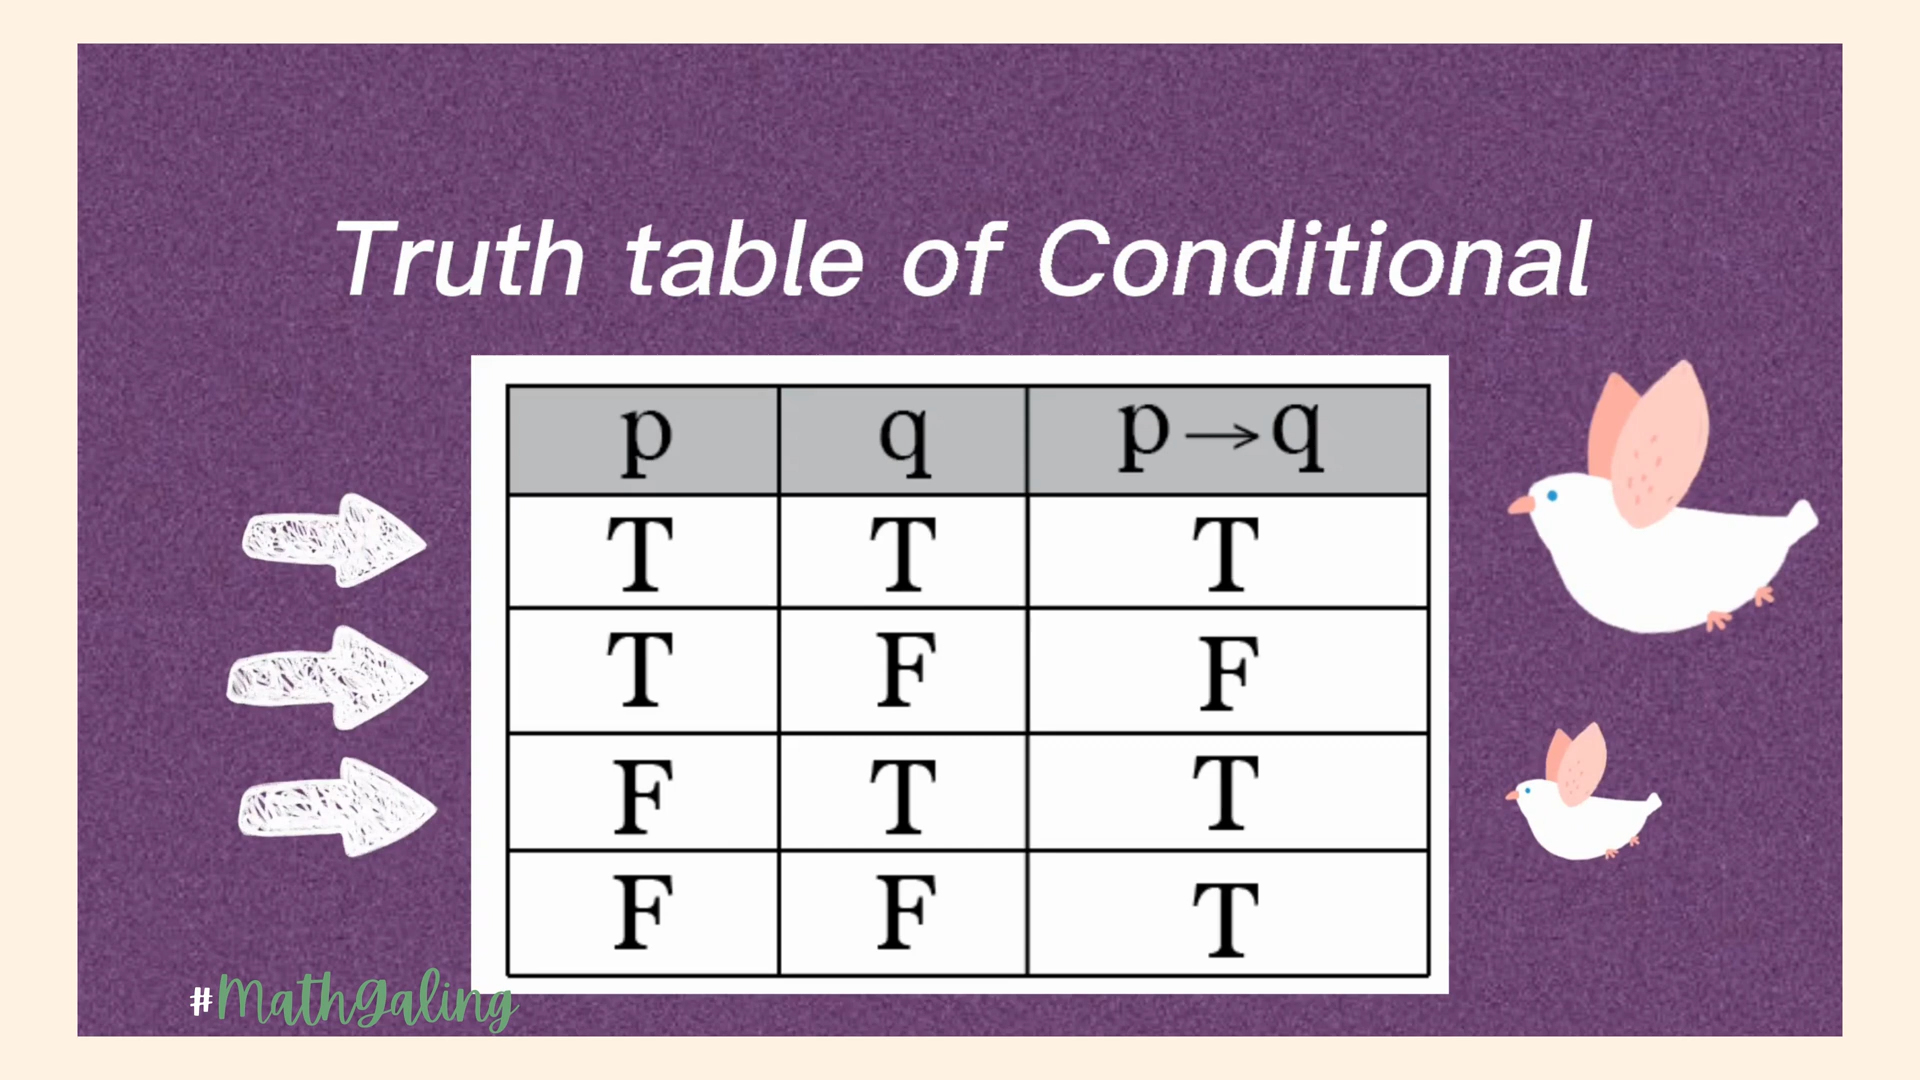 Truth table of Conditional
p q p→q
T T T
T F F
F T T
F F T
#MathGaling